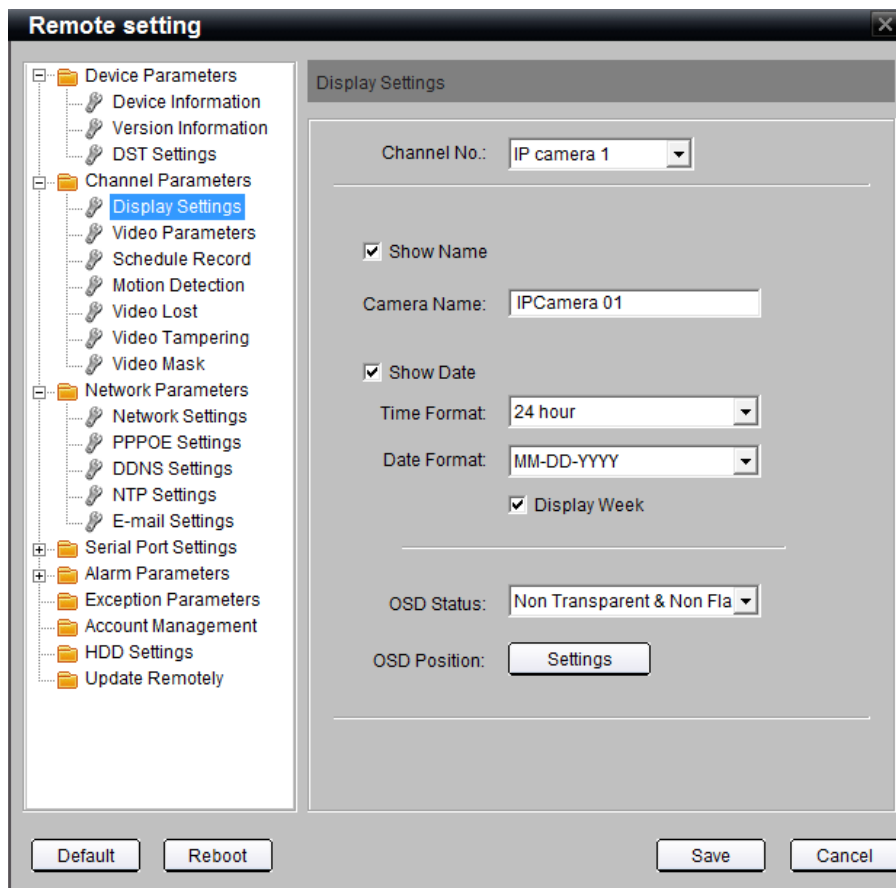 Remote setting
Device Parameters
Device Information
Version Information
DST Settings
Channel Parameters
Display Settings
Video Parameters
Schedule Record
Motion Detection
Video Lost
Video Tampering
Video Mask
Network Parameters
Network Settings
PPPOE Settings
DDNS Settings
NTP Settings
E-mail Settings
Serial Port Settings
Alarm Parameters
Exception Parameters
Account Management
HDD Settings
Update Remotely
Display Settings
Channel No.: IP camera 1
Show Name
Camera Name: IPCamera 01
Show Date
Time Format: 24 hour
Date Format: MM-DD-YYYY
Display Week
OSD Status: Non Transparent & Non Fla
OSD Position: Settings
Default Reboot Save Cancel